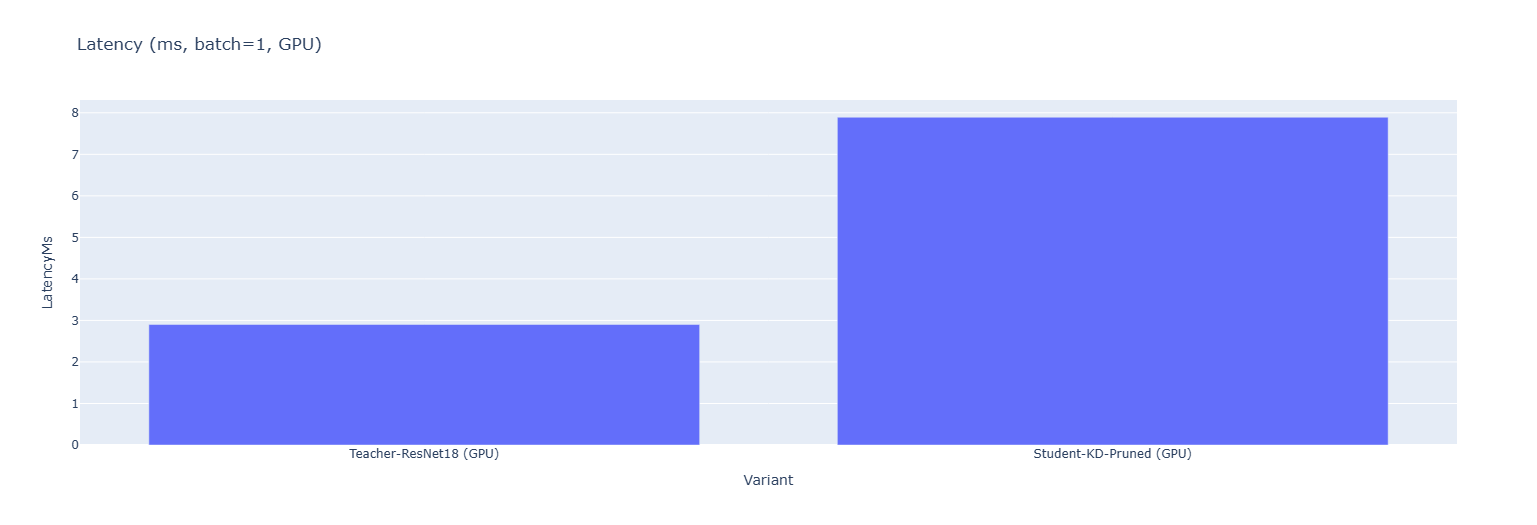 Latency (ms, batch=1, GPU)
LatencyMs
8
7
6
5
4
3
2
1
0
Teacher-ResNet18 (GPU)
Student-KD-Pruned (GPU)
Variant